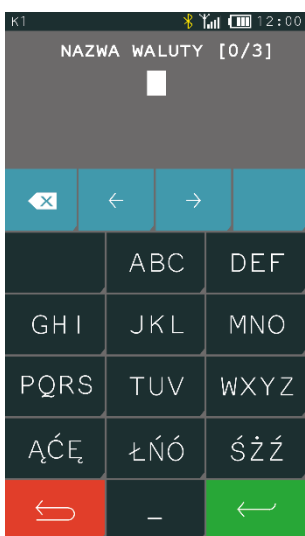 K1 12:00
NAZWA WALUTY [0/3]
ABC DEF
GHI JKL MNO
PQRS TUV WXYZ
ĄĆĘ ŁŃÓ ŚŻŹ
_